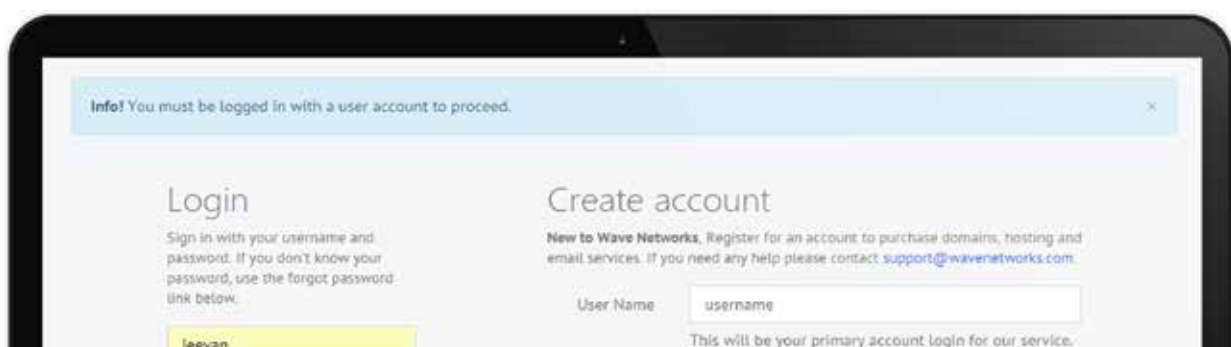 Info! You must be logged in with a user account to proceed. ×
Login
Sign in with your username and
password. If you don't know your
password, use the forgot password
link below.
Create account
New to Wave Networks, Register for an account to purchase domains, hosting and
email services. If you need any help please contact support@wavenetworks.com
User Name username
This will be your primary account login for our service.